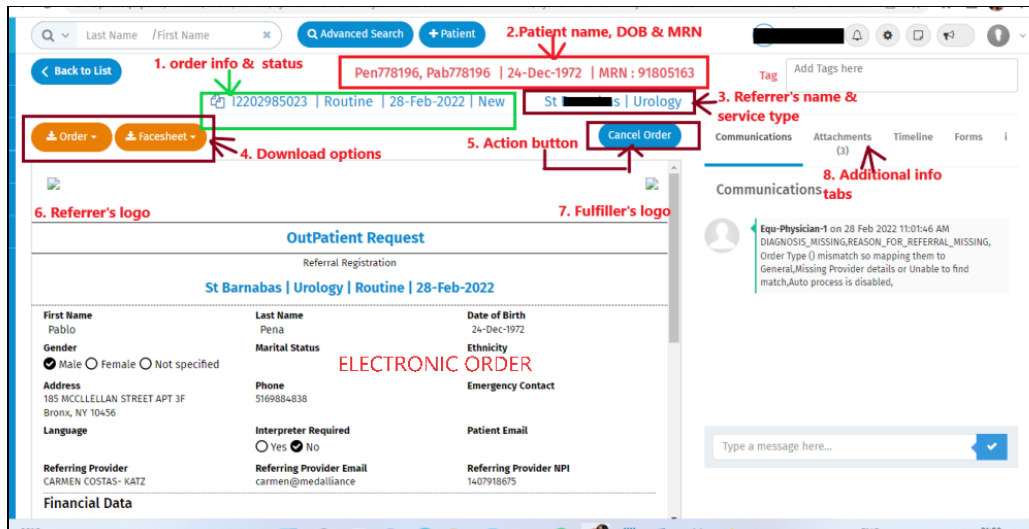 Last Name /First Name
Advanced Search
+ Patient
2.Patient name, DOB & MRN
Back to List
1. order info & status
Pen778196, Pab778196 | 24-Dec-1972 | MRN : 91805163
Tag
Add Tags here
12202985023 | Routine | 28-Feb-2022 | New
St s | Urology
3. Referrer's name &
service type
Order
Facesheet
4. Download options
5. Action button
Cancel Order
Communications
Attachments
(3)
Timeline
Forms
8. Additional info
tabs
Communications
6. Referrer's logo
7. Fulfiller's logo
Equ-Physician-1 on 28 Feb 2022 11:01:46 AM
DIAGNOSIS_MISSING,REASON_FOR_REFERRAL_MISSING,
Order Type () mismatch so mapping them to
General,Missing Provider details or Unable to find
match,Auto process is disabled,
OutPatient Request
Referral Registration
St Barnabas | Urology | Routine | 28-Feb-2022
First Name
Last Name
Date of Birth
Pablo
Pena
24-Dec-1972
Gender
Marital Status
Ethnicity
Male Female Not specified
ELECTRONIC ORDER
Address
Phone
Emergency Contact
185 MCCLLELLAN STREET APT 3F
5169884838
Bronx, NY 10456
Language
Interpreter Required
Patient Email
Yes No
Type a message here...
Referring Provider
Referring Provider Email
Referring Provider NPI
CARMEN COSTAS- KATZ
carmen@medalliance
1407918675
Financial Data